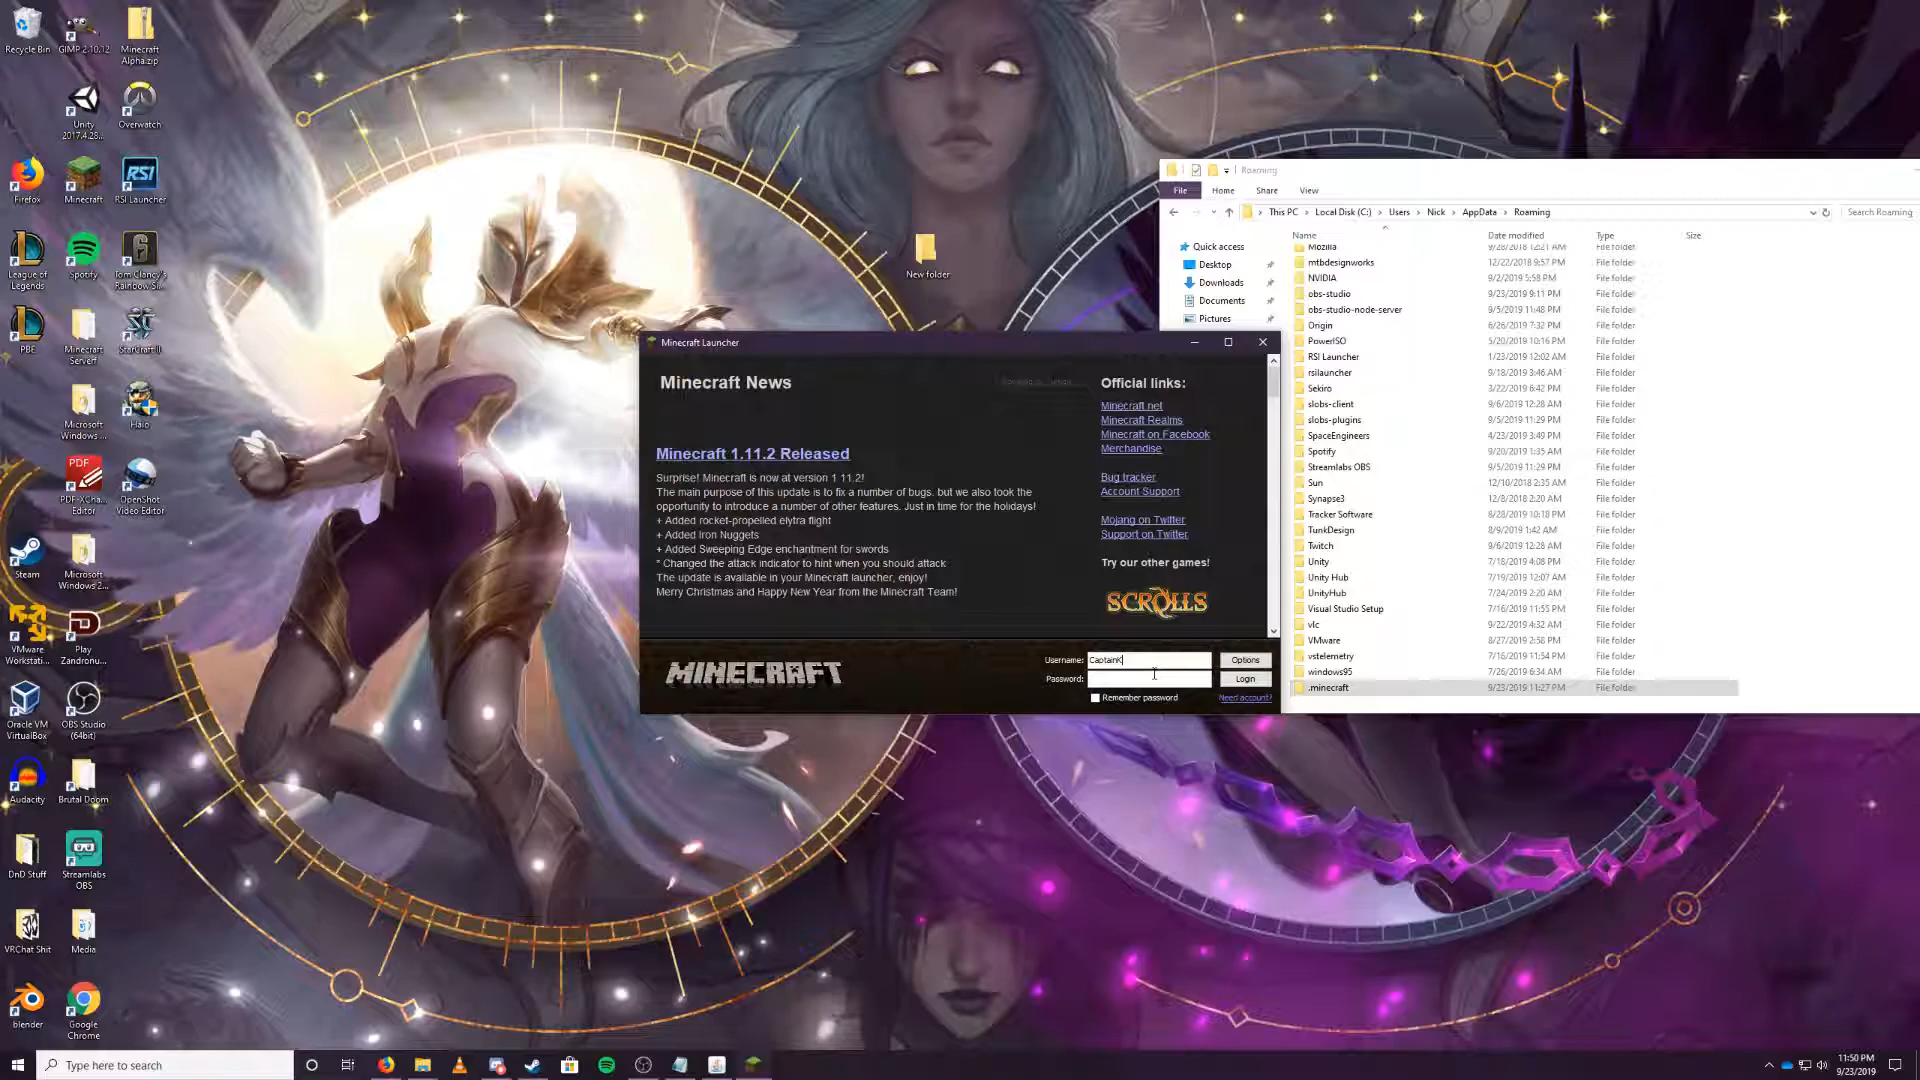 Recycle Bin
GIMP 2.10.12
Minecraft
Alpha.zip
Unity
2017.4.28...
Overwatch
Firefox
Minecraft
RSI Launcher
League of
Legends
Spotify
Tom Clancy's
Rainbow Si...
PBE
Minecraft
Server!!
StarCraft II
Microsoft
Windows ...
Halo
PDF-XCha...
Editor
OpenShot
Video Editor
Steam
Microsoft
Windows 2...
VMware
Workstati...
Play
Zandronu...
Oracle VM
VirtualBox
OBS Studio
(64bit)
Audacity
Brutal Doom
DnD Stuff
Streamlabs
OBS
VRChat Shit
Media
blender
Google
Chrome
New folder
Minecraft Launcher
Minecraft News
Minecraft 1.11.2 Released
Surprise! Minecraft is now at version 1 11.2!
The main purpose of this update is to fix a number of bugs. but we also took the
opportunity to introduce a number of other features. Just in time for the holidays!
+ Added rocket-propelled elytra flight
+ Added Iron Nuggets
+ Added Sweeping Edge enchantment for swords
* Changed the attack indicator to hint when you should attack
The update is available in your Minecraft launcher, enjoy!
Merry Christmas and Happy New Year from the Minecraft Team!
Official links:
Minecraft net
Minecraft Realms
Minecraft on Facebook
Merchandise
Bug tracker
Account Support
Mojang on Twitter
Support on Twitter
Try our other games!
SCROLLS
MINECRAFT
Username: CaptainK Options
Password: Login
Remember password Need account?
Roaming
File Home Share View
This PC > Local Disk (C:) > Users > Nick > AppData > Roaming Search Roaming
Quick access
Desktop
Downloads
Documents
Pictures
Name Date modified Type Size
Mozilla 9/28/2018 12:21 AM File folder
mtbdesignworks 12/22/2018 9:57 PM File folder
NVIDIA 9/2/2019 5:58 PM File folder
obs-studio 9/23/2019 9:11 PM File folder
obs-studio-node-server 9/5/2019 11:48 PM File folder
Origin 6/26/2019 7:32 PM File folder
PowerISO 5/20/2019 10:16 PM File folder
RSI Launcher 1/23/2019 12:02 AM File folder
rsilauncher 9/18/2019 3:46 AM File folder
Sekiro 3/22/2019 6:42 PM File folder
slobs-client 9/6/2019 12:28 AM File folder
slobs-plugins 9/5/2019 11:29 PM File folder
SpaceEngineers 4/23/2019 3:49 PM File folder
Spotify 9/20/2019 1:35 AM File folder
Streamlabs OBS 9/5/2019 11:29 PM File folder
Sun 12/10/2018 2:35 AM File folder
Synapse3 12/8/2018 2:20 AM File folder
Tracker Software 8/28/2019 10:18 PM File folder
TunkDesign 8/9/2019 1:42 AM File folder
Twitch 9/6/2019 12:28 AM File folder
Unity 7/18/2019 4:08 PM File folder
Unity Hub 7/19/2019 12:07 AM File folder
UnityHub 7/24/2019 2:20 AM File folder
Visual Studio Setup 7/16/2019 11:55 PM File folder
vlc 9/22/2019 4:32 AM File folder
VMware 8/27/2019 2:58 PM File folder
vstelemetry 7/16/2019 11:54 PM File folder
windows95 7/26/2019 6:34 AM File folder
.minecraft 9/23/2019 11:27 PM File folder
Type here to search
11:50 PM
9/23/2019